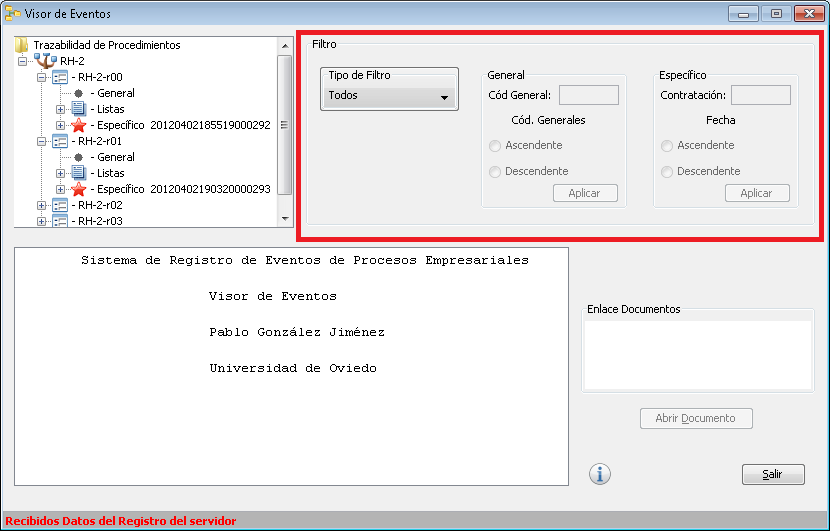 Visor de Eventos
Trazabilidad de Procedimientos
RH-2
- RH-2-r00
- General
- Listas
- Específico 20120402185519000292
- RH-2-r01
- General
- Listas
- Específico 20120402190320000293
- RH-2-r02
- RH-2-r03
Filtro
Tipo de Filtro
Todos
General
Cód General:
Cód. Generales
Ascendente
Descendente
Aplicar
Específico
Contratación:
Fecha
Ascendente
Descendente
Aplicar
Sistema de Registro de Eventos de Procesos Empresariales
Visor de Eventos
Pablo González Jiménez
Universidad de Oviedo
Enlace Documentos
Abrir Documento
Salir
Recibidos Datos del Registro del servidor